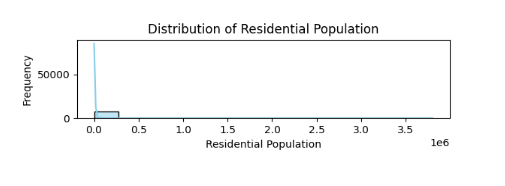 Distribution of Residential Population
Frequency
50000
0
0.0 0.5 1.0 1.5 2.0 2.5 3.0 3.5
1e6
Residential Population